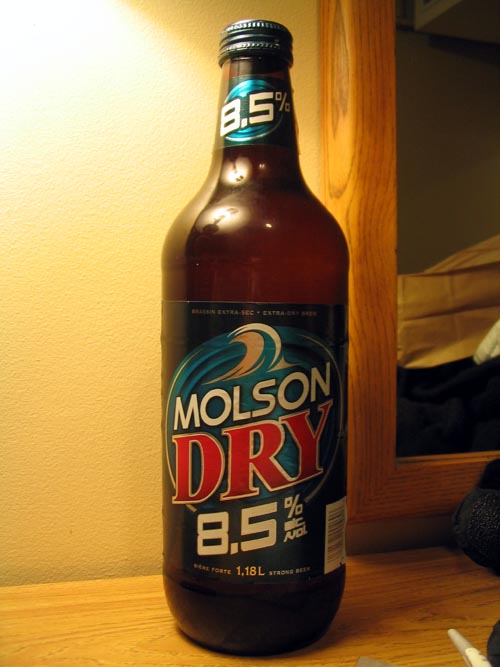 8,5%
BRASSIN EXTRA-SEC • EXTRA-DRY BREW
MOLSON
DRY
8.5% alc./vol.
BIÈRE FORTE 1,18 L STRONG BEER